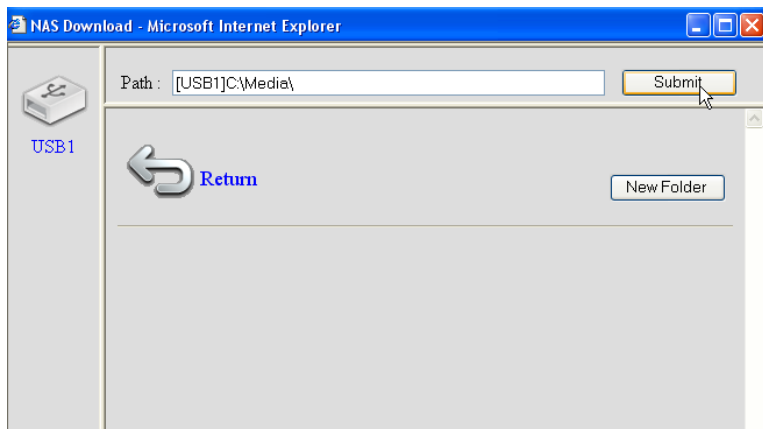 NAS Download - Microsoft Internet Explorer
Path : [USB1]C:\Media\ Submit
USB1
Return
New Folder